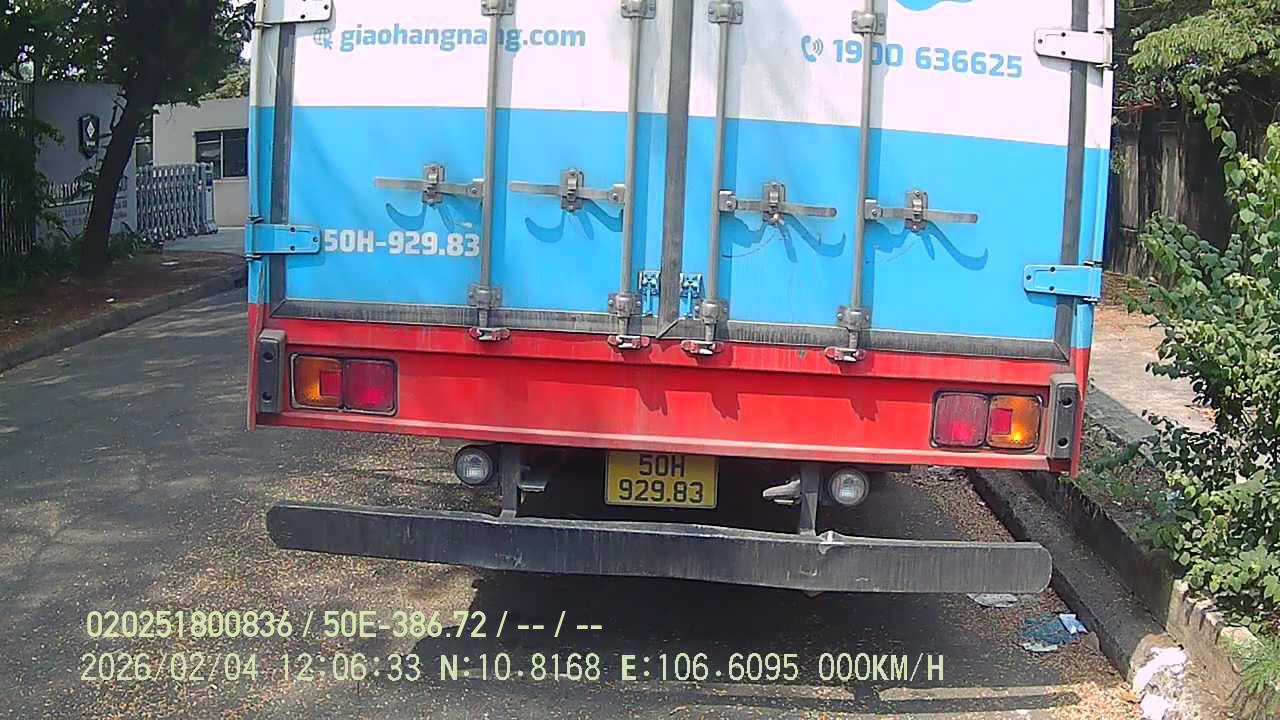 giaohangnang.com
1900 636625
50H-929.83
50H
929.83
020251800836 / 50E-386.72 / -- / --
2026/02/04 12:06:33 N:10.8168 E:106.6095 000KM/H